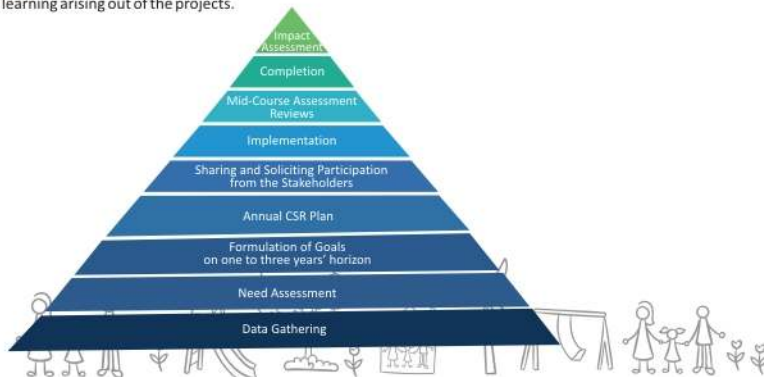 learning arising out of the projects.
Impact
Assessment
Completion
Mid-Course Assessment
Reviews
Implementation
Sharing and Soliciting Participation
from the Stakeholders
Annual CSR Plan
Formulation of Goals
on one to three years' horizon
Need Assessment
Data Gathering